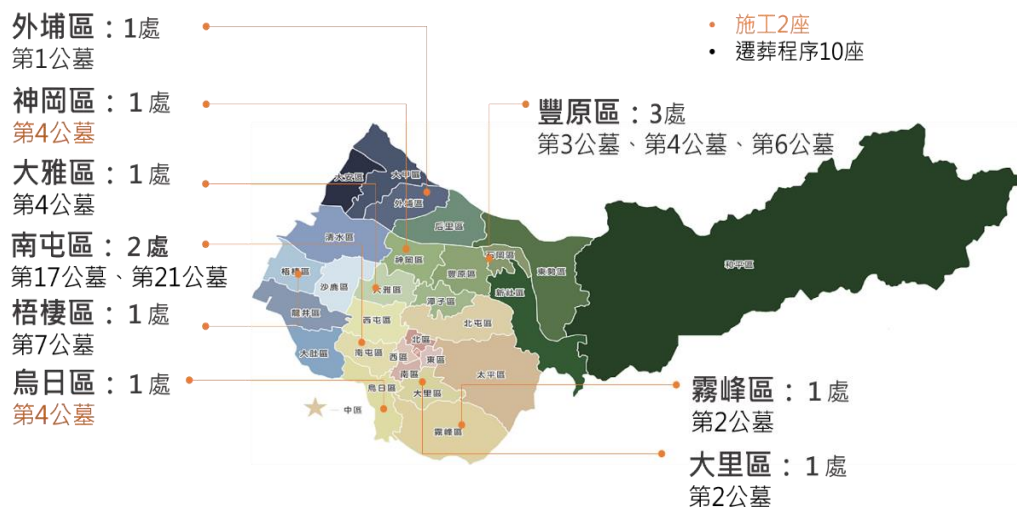 外埔區：1處
第1公墓
神岡區：1處
第4公墓
大雅區：1處
第4公墓
南屯區：2處
第17公墓、第21公墓
梧棲區：1處
第7公墓
烏日區：1處
第4公墓
• 施工2座
• 遷葬程序10座
豐原區：3處
第3公墓、第4公墓、第6公墓
霧峰區：1處
第2公墓
大里區：1處
第2公墓
大安區
大甲區
外埔區
后里區
清水區
神岡區
豐原區
石岡區
東勢區
和平區
梧棲區
沙鹿區
大雅區
潭子區
新社區
龍井區
西屯區
北屯區
大肚區
南屯區
西區
北區
東區
南區
太平區
烏日區
大里區
中區
霧峰區